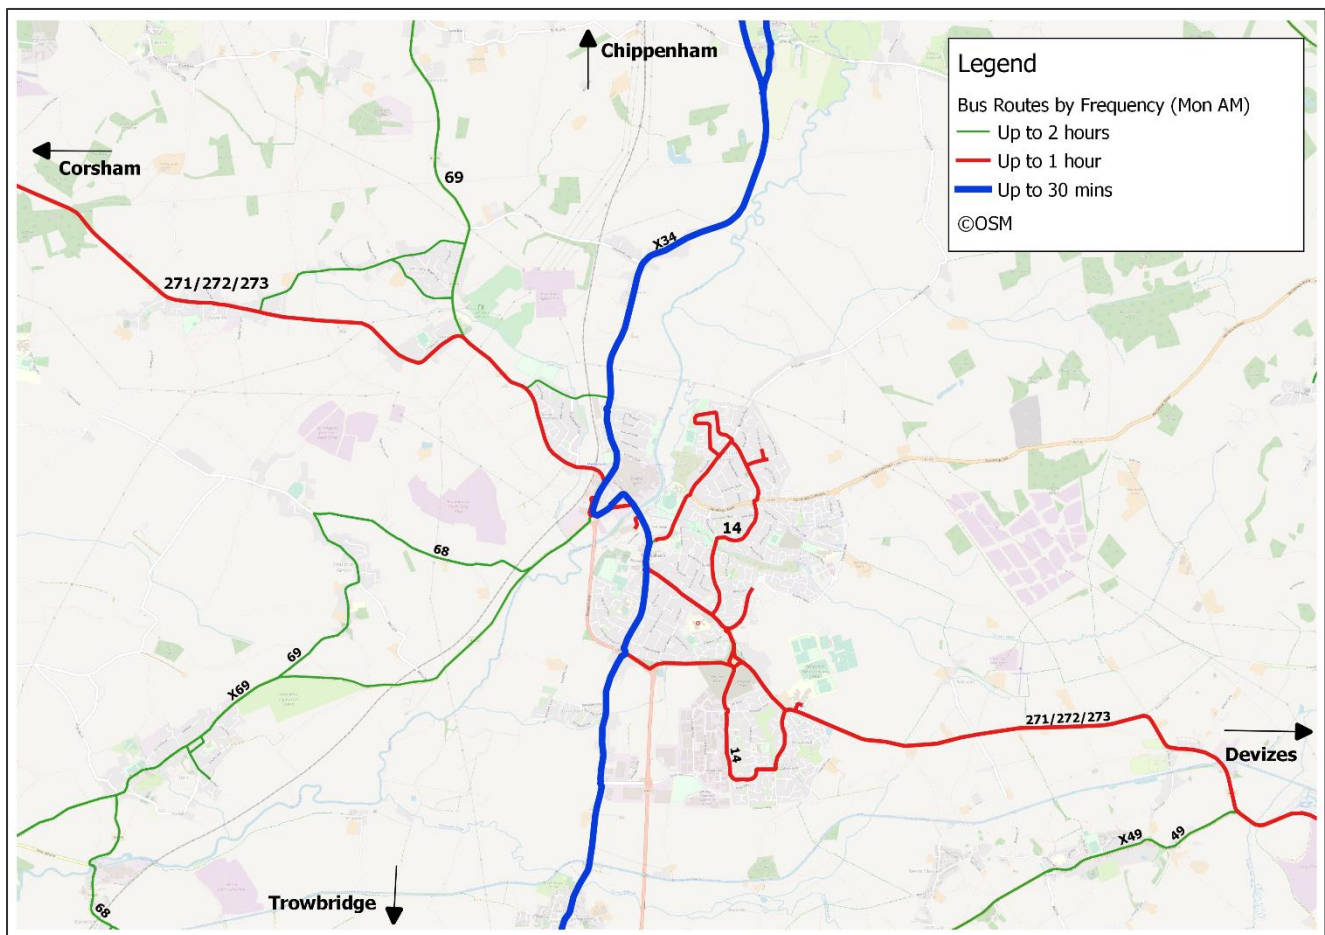 Chippenham
Legend
Bus Routes by Frequency (Mon AM)
Up to 2 hours
Up to 1 hour
Up to 30 mins
©OSM
Corsham
69
X34
271/272/273
14
68
69
X69
271/272/273
Devizes
14
X49
49
Trowbridge
68